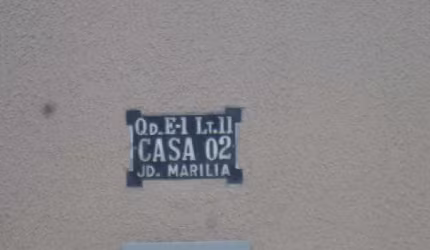 QD. E-1 LT. 11
CASA 02
JD. MARILIA